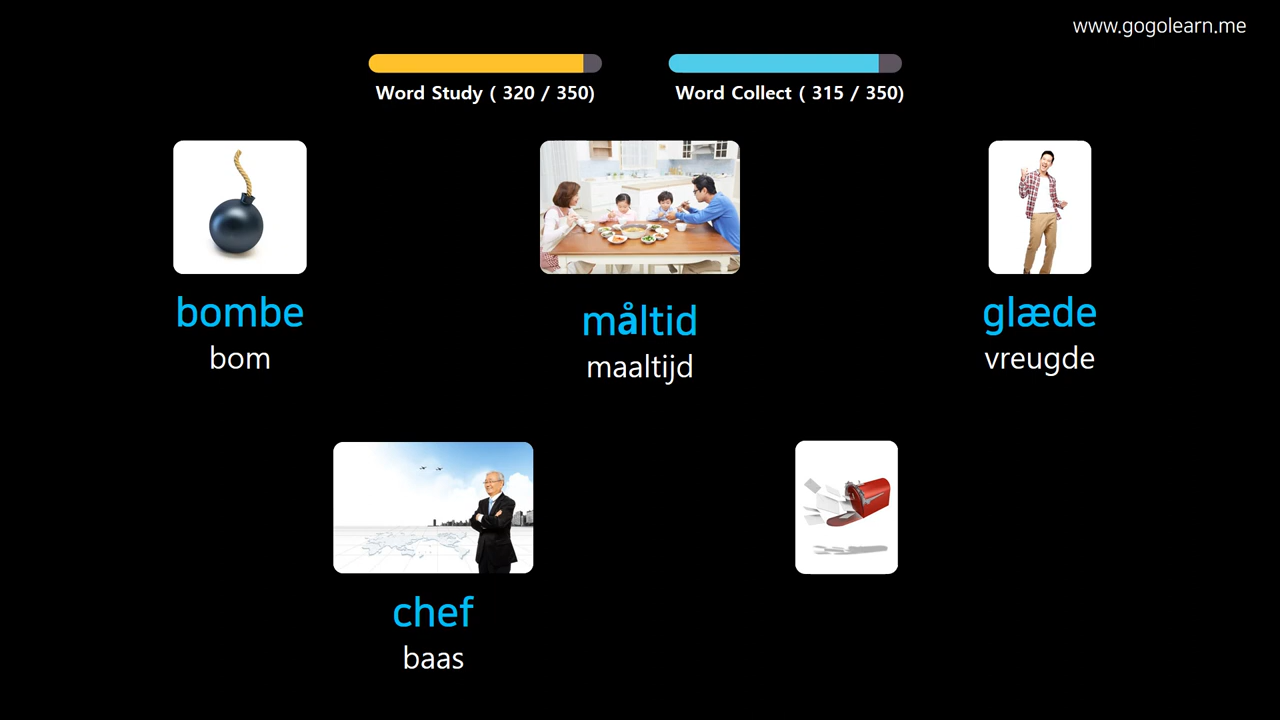 www.gogolearn.me
Word Study ( 320 / 350)
Word Collect ( 315 / 350)
bombe
bom
måltid
maaltijd
glæde
vreugde
chef
baas